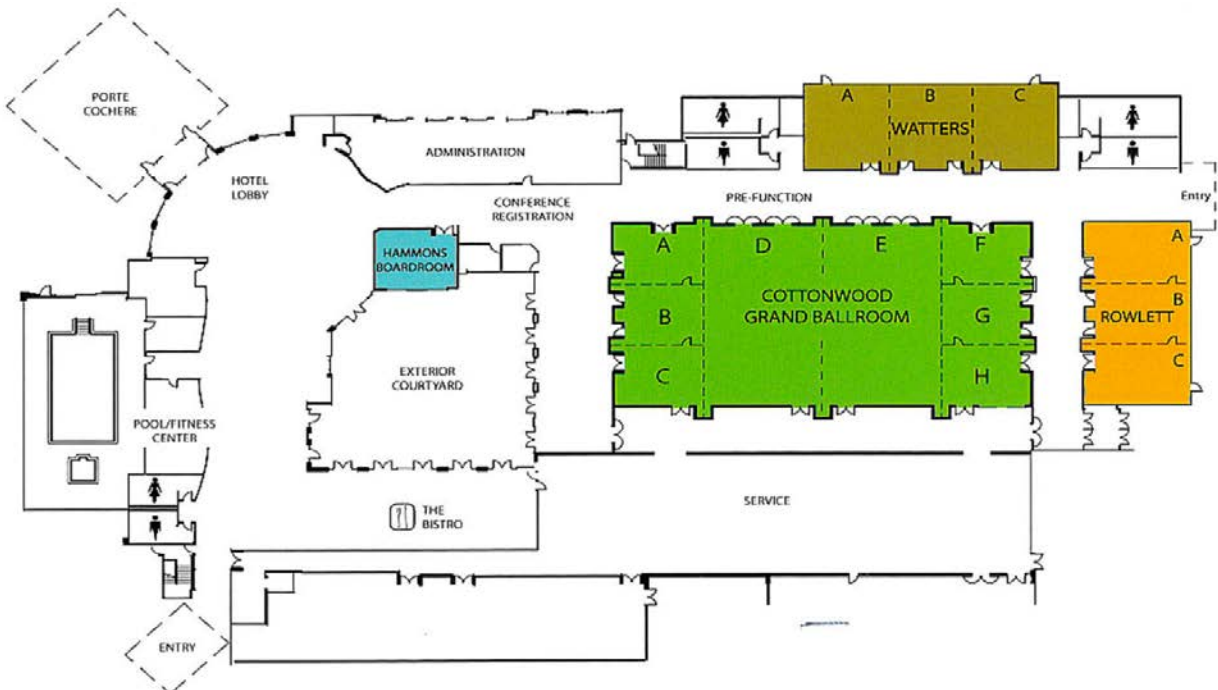 PORTE
COCHERE
HOTEL
LOBBY
ADMINISTRATION
CONFERENCE
REGISTRATION
A
B
C
WATTERS
PRE-FUNCTION
Entry
HAMMONS
BOARDROOM
A
D
E
F
B
COTTONWOOD
GRAND BALLROOM
G
C
H
A
B
ROWLETT
C
EXTERIOR
COURTYARD
POOL/FITNESS
CENTER
THE
BISTRO
SERVICE
ENTRY